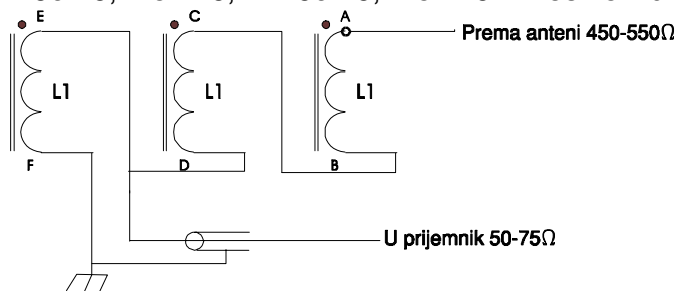 E
C
A
Prema anteni 450-550Ω
L1
L1
L1
F
D
B
U prijemnik 50-75Ω